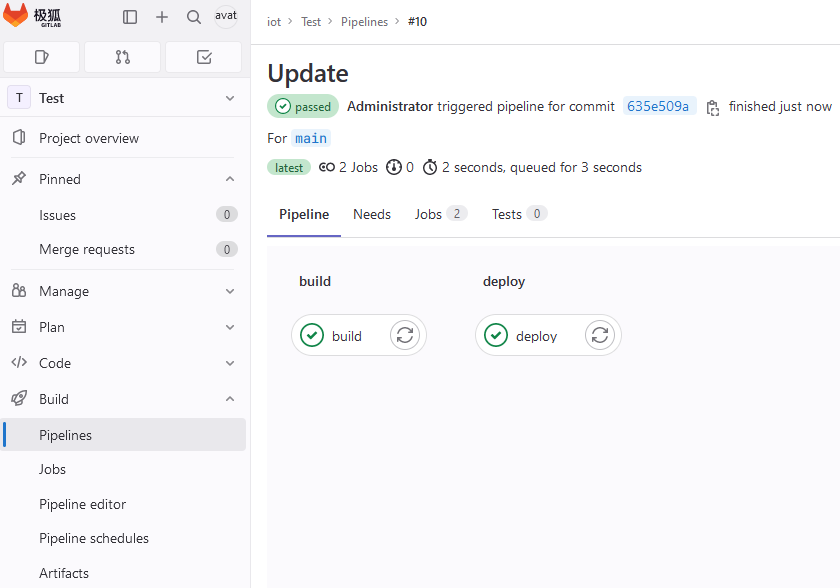 极狐
GITLAB
avat
iot > Test > Pipelines > #10
T Test
Project overview
Pinned
Issues 0
Merge requests 0
Manage
Plan
Code
Build
Pipelines
Jobs
Pipeline editor
Pipeline schedules
Artifacts
Update
passed Administrator triggered pipeline for commit 635e509a finished just now
For main
latest 2 Jobs 0 2 seconds, queued for 3 seconds
Pipeline Needs Jobs 2 Tests 0
build deploy
build deploy